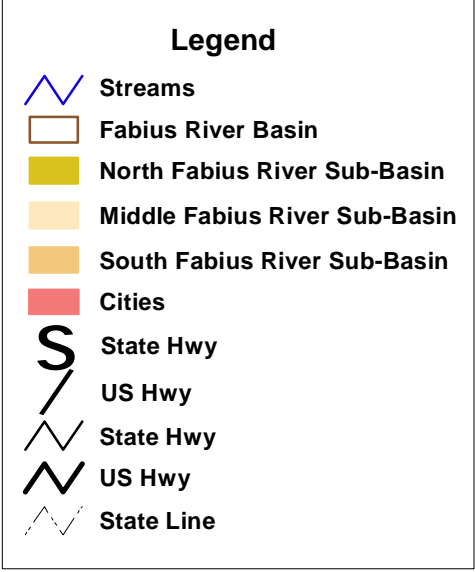 Legend
Streams
Fabius River Basin
North Fabius River Sub-Basin
Middle Fabius River Sub-Basin
South Fabius River Sub-Basin
Cities
S State Hwy
/ US Hwy
State Hwy
US Hwy
State Line